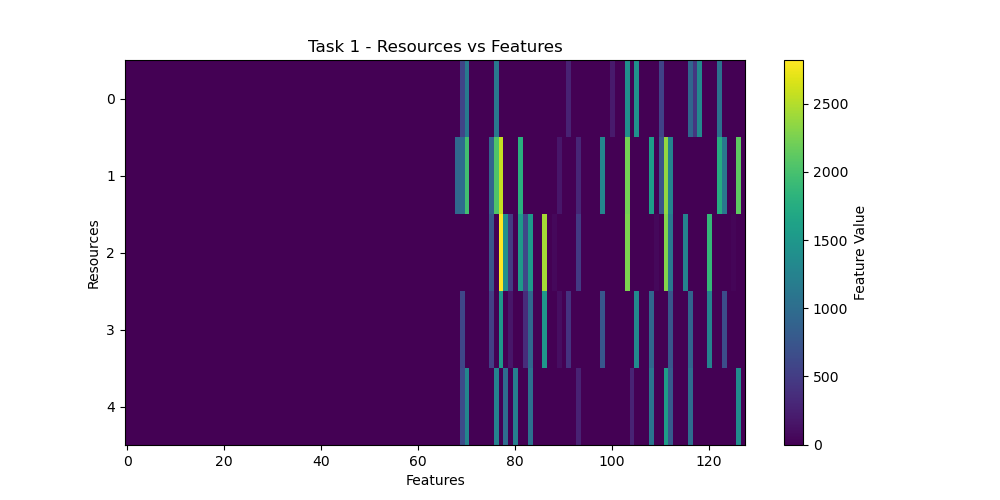 Task 1 - Resources vs Features
Resources
0
1
2
3
4
0 20 40 60 80 100 120
Features
2500
2000
1500
1000
500
0
Feature Value